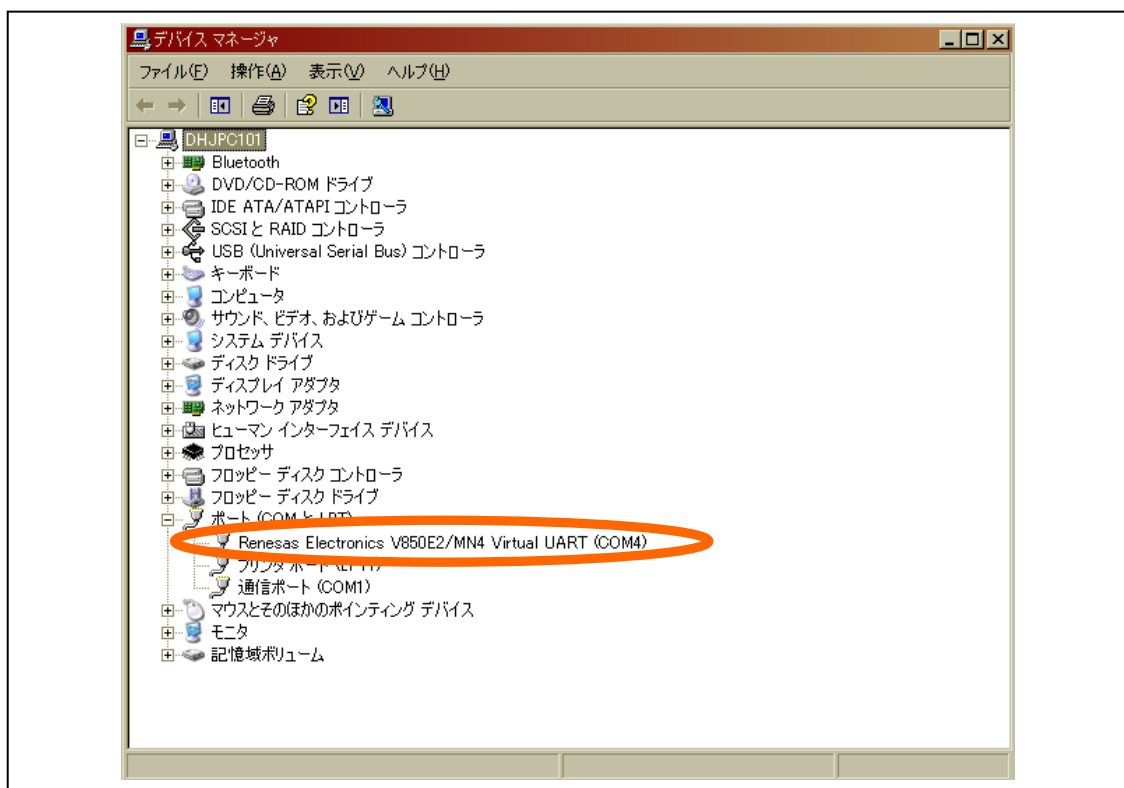 デバイス マネージャ
ファイル(F) 操作(A) 表示(V) ヘルプ(H)
DHJPC101
Bluetooth
DVD/CD-ROM ドライブ
IDE ATA/ATAPI コントローラ
SCSI と RAID コントローラ
USB (Universal Serial Bus) コントローラ
キーボード
コンピュータ
サウンド、ビデオ、およびゲーム コントローラ
システム デバイス
ディスク ドライブ
ディスプレイ アダプタ
ネットワーク アダプタ
ヒューマン インターフェイス デバイス
プロセッサ
フロッピー ディスク コントローラ
フロッピー ディスク ドライブ
ポート (COM と LPT)
Renesas Electronics V850E2/MN4 Virtual UART (COM4)
プリンタ ポート (LPT1)
通信ポート (COM1)
マウスとそのほかのポインティング デバイス
モニタ
記憶域ボリューム